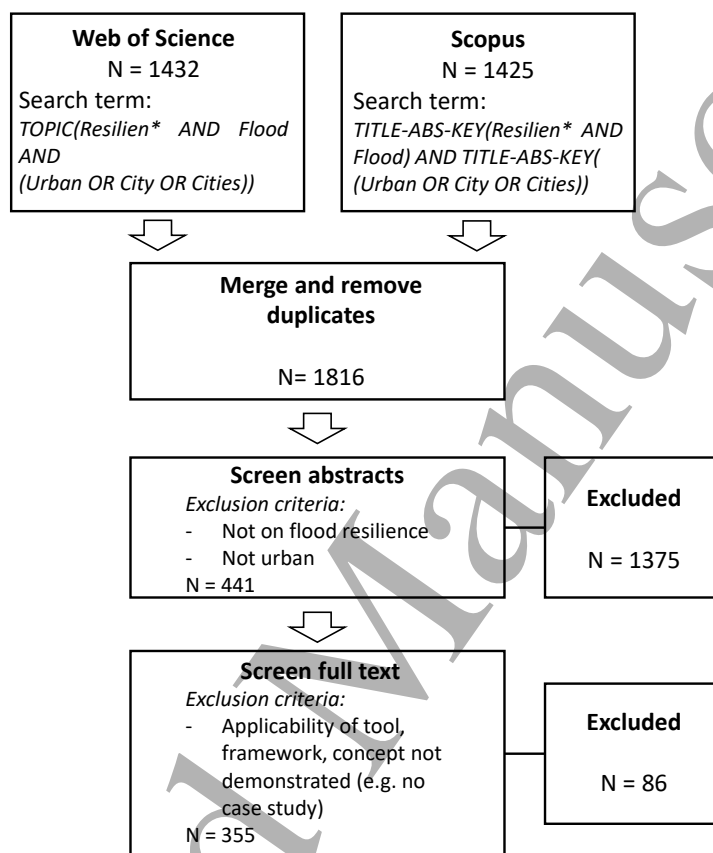 Web of Science
N = 1432
Search term:
TOPIC(Resilien* AND Flood
AND
(Urban OR City OR Cities))
Scopus
N = 1425
Search term:
TITLE-ABS-KEY(Resilien* AND
Flood) AND TITLE-ABS-KEY(
(Urban OR City OR Cities))
Merge and remove
duplicates
N= 1816
Screen abstracts
Exclusion criteria:
- Not on flood resilience
- Not urban
N = 441
Excluded
N = 1375
Screen full text
Exclusion criteria:
- Applicability of tool,
framework, concept not
demonstrated (e.g. no
case study)
N = 355
Excluded
N = 86